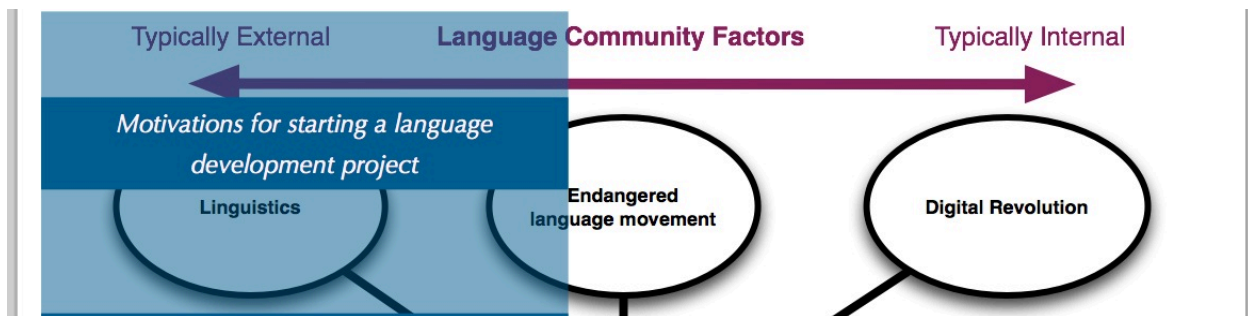 Typically External Language Community Factors Typically Internal
Motivations for starting a language
development project
Linguistics
Endangered
language movement
Digital Revolution